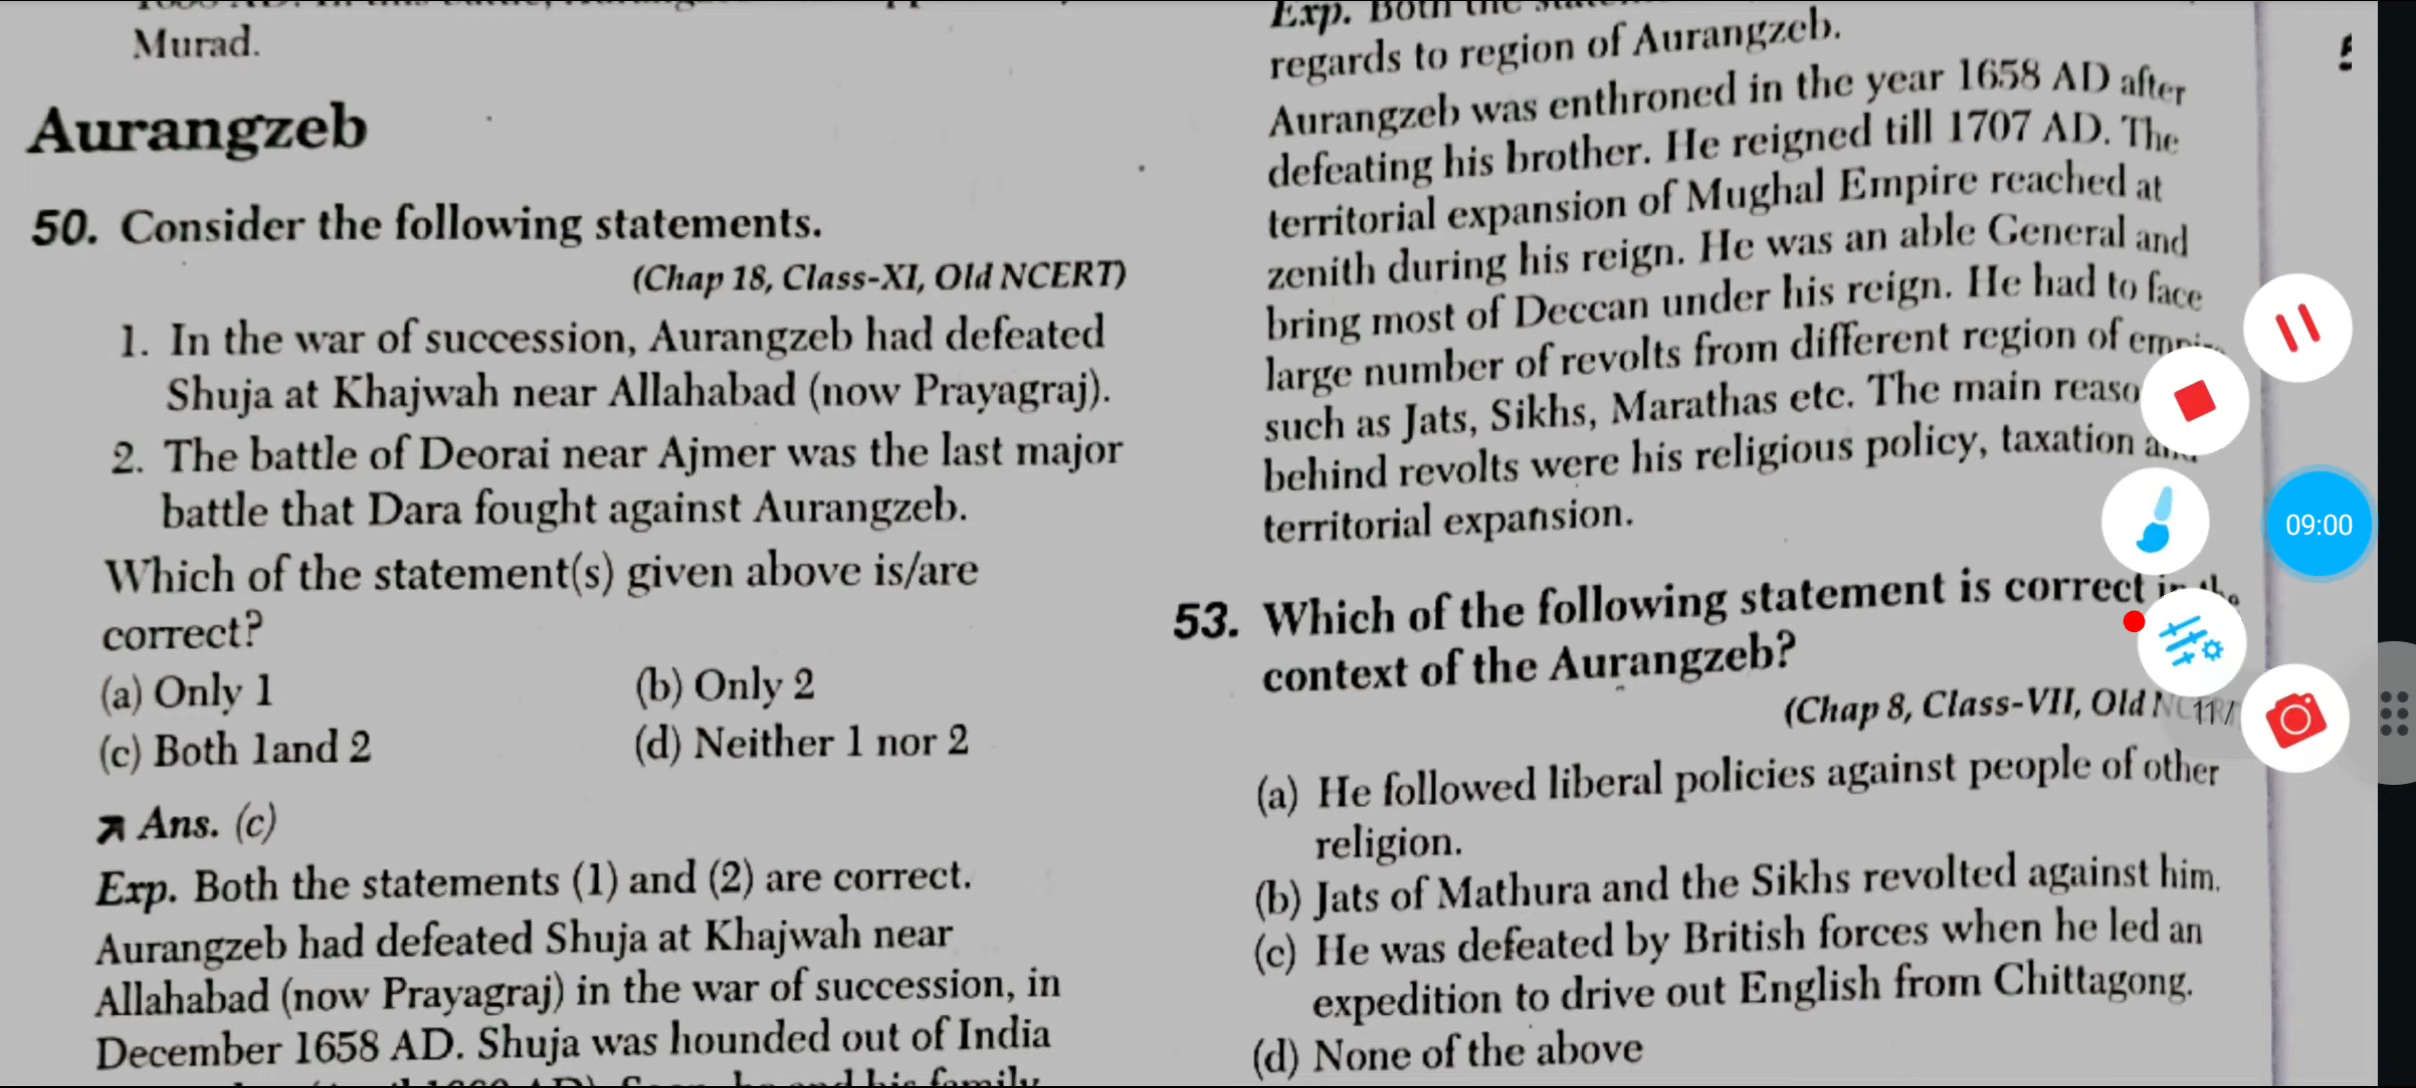 Murad.
Aurangzeb
50. Consider the following statements.
(Chap 18, Class-XI, Old NCERT)
1. In the war of succession, Aurangzeb had defeated
Shuja at Khajwah near Allahabad (now Prayagraj).
2. The battle of Deorai near Ajmer was the last major
battle that Dara fought against Aurangzeb.
Which of the statement(s) given above is/are
correct?
(a) Only 1 (b) Only 2
(c) Both 1and 2 (d) Neither 1 nor 2
Ans. (c)
Exp. Both the statements (1) and (2) are correct.
Aurangzeb had defeated Shuja at Khajwah near
Allahabad (now Prayagraj) in the war of succession, in
December 1658 AD. Shuja was hounded out of India
Exp. Both the
regards to region of Aurangzeb.
Aurangzeb was enthroned in the year 1658 AD after
defeating his brother. He reigned till 1707 AD. The
territorial expansion of Mughal Empire reached at
zenith during his reign. He was an able General and
bring most of Deccan under his reign. He had to face
large number of revolts from different region of
such as Jats, Sikhs, Marathas etc. The main
behind revolts were his religious policy, taxation
territorial expansion.
53. Which of the following statement is correct
context of the Aurangzeb?
(Chap 8, Class-VII, Old
(a) He followed liberal policies against people of other
religion.
(b) Jats of Mathura and the Sikhs revolted against him.
(c) He was defeated by British forces when he led an
expedition to drive out English from Chittagong.
(d) None of the above
09:00